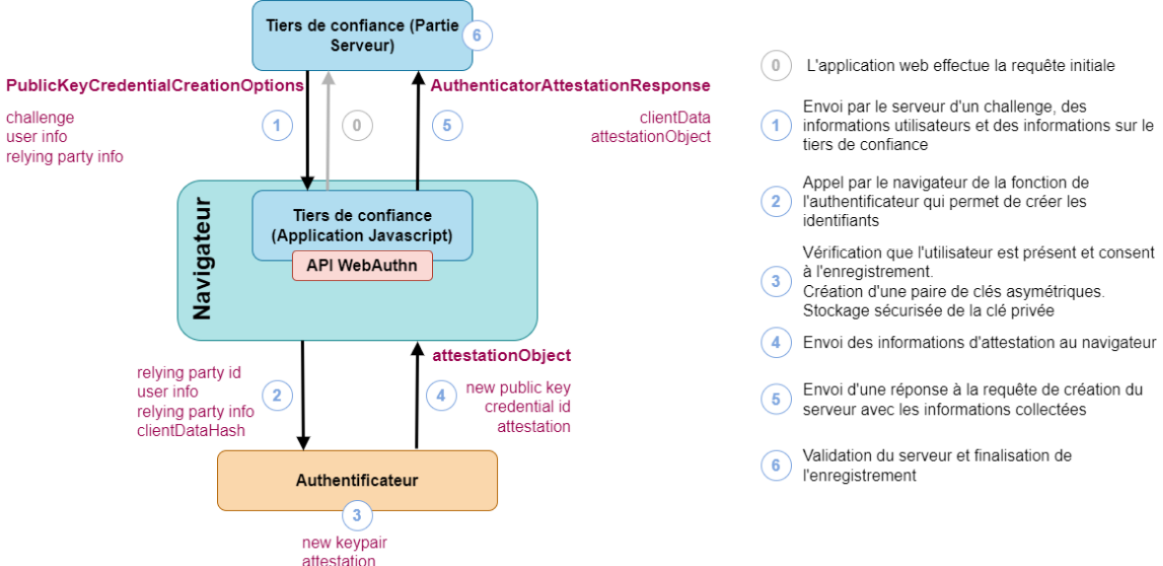 Tiers de confiance (Partie
Serveur)
6
PublicKeyCredentialCreationOptions
AuthenticatorAttestationResponse
challenge
user info
relying party info
1
0
5
clientData
attestationObject
Navigateur
Tiers de confiance
(Application Javascript)
API WebAuthn
attestationObject
relying party id
user info
relying party info
clientDataHash
2
4
new public key
credential id
attestation
Authentificateur
3
new keypair
attestation
0
L'application web effectue la requête initiale
1
Envoi par le serveur d'un challenge, des
informations utilisateurs et des informations sur le
tiers de confiance
2
Appel par le navigateur de la fonction de
l'authentificateur qui permet de créer les
identifiants
3
Vérification que l'utilisateur est présent et consent
à l'enregistrement.
Création d'une paire de clés asymétriques.
Stockage sécurisée de la clé privée
4
Envoi des informations d'attestation au navigateur
5
Envoi d'une réponse à la requête de création du
serveur avec les informations collectées
6
Validation du serveur et finalisation de
l'enregistrement